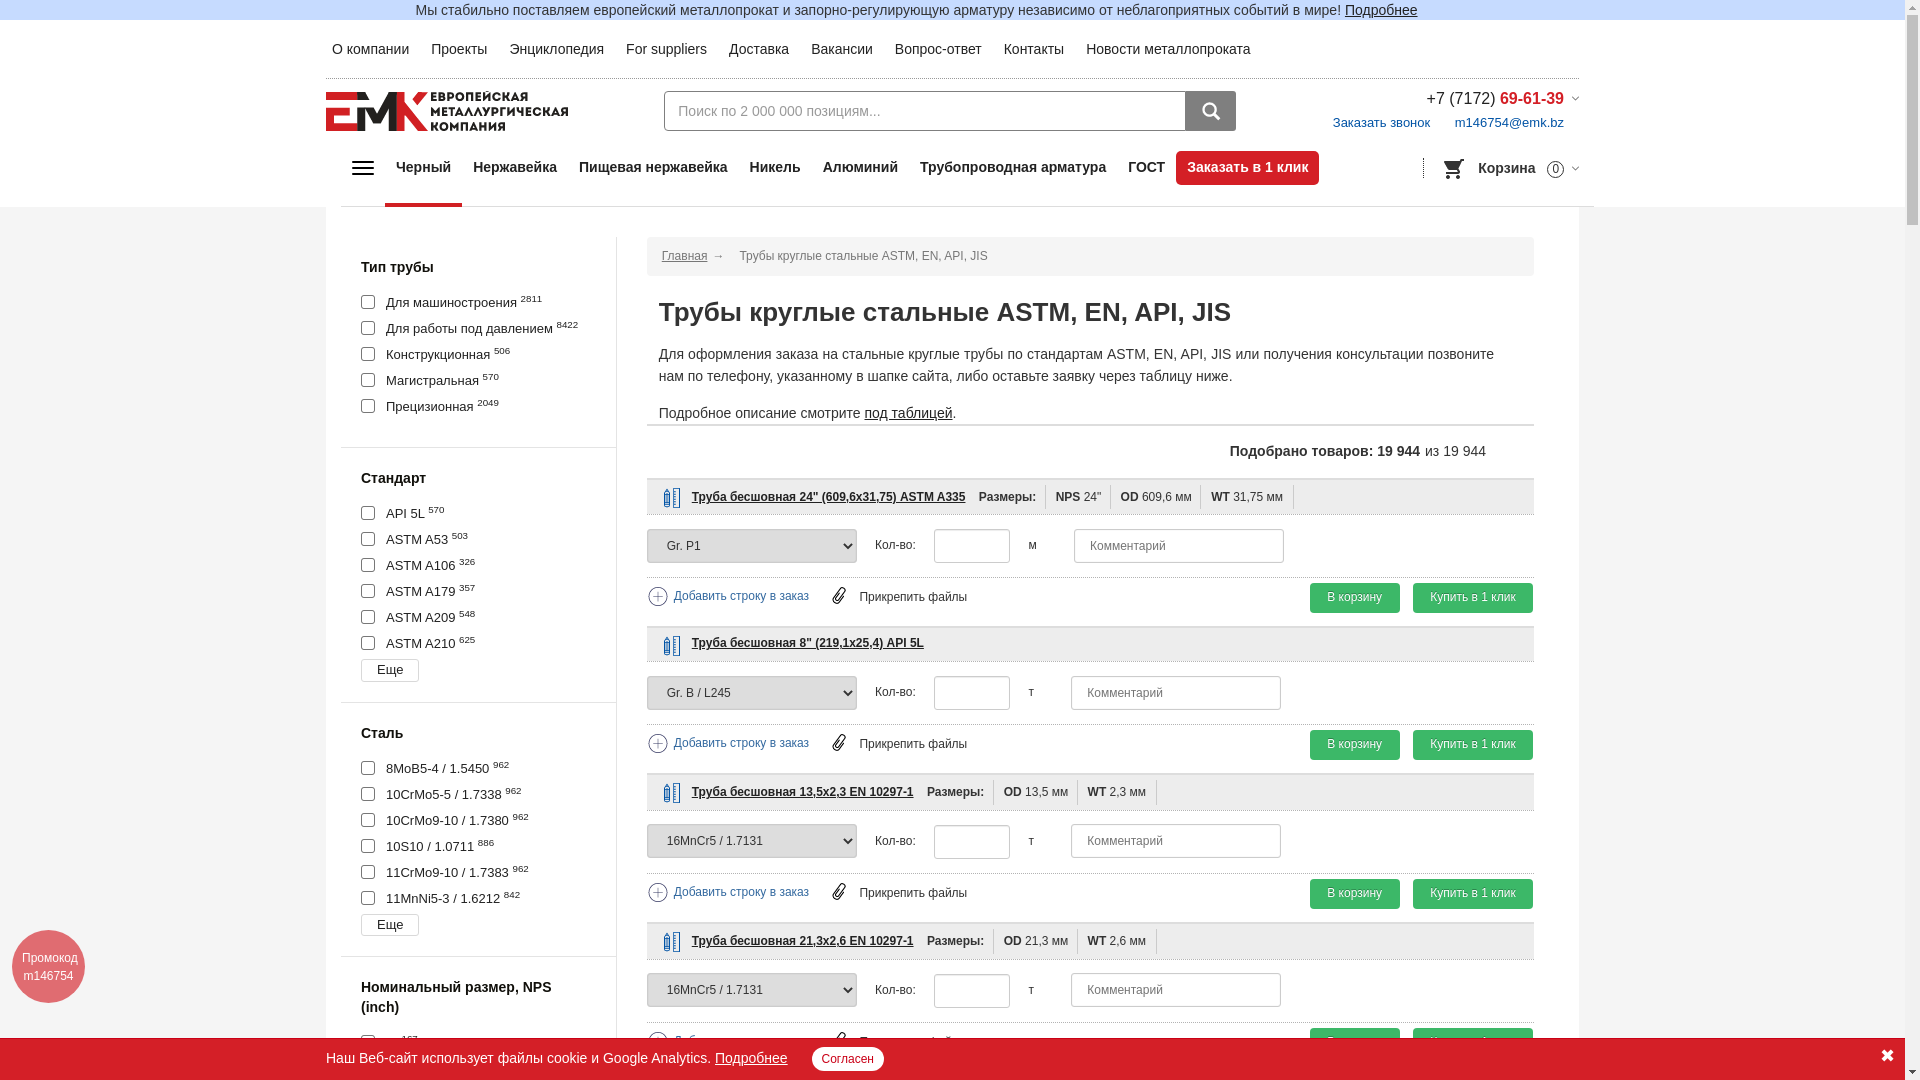 Мы стабильно поставляем европейский металлопрокат и запорно-регулирующую арматуру независимо от неблагоприятных событий в мире! Подробнее
О компании Проекты Энциклопедия For suppliers Доставка Вакансии Вопрос-ответ Контакты Новости металлопроката
ЕМК ЕВРОПЕЙСКАЯ
МЕТАЛЛУРГИЧЕСКАЯ
КОМПАНИЯ
Поиск по 2 000 000 позициям...
+7 (7172) 69-61-39
Заказать звонок m146754@emk.bz
Черный Нержавейка Пищевая нержавейка Никель Алюминий Трубопроводная арматура ГОСТ Заказать в 1 клик
Корзина 0
Тип трубы
Для машиностроения 2811
Для работы под давлением 8422
Конструкционная 506
Магистральная 570
Прецизионная 2049
Стандарт
API 5L 570
ASTM A53 503
ASTM A106 326
ASTM A179 357
ASTM A209 548
ASTM A210 625
Еще
Сталь
8MoB5-4 / 1.5450 962
10CrMo5-5 / 1.7338 962
10CrMo9-10 / 1.7380 962
10S10 / 1.0711 886
11CrMo9-10 / 1.7383 962
11MnNi5-3 / 1.6212 842
Еще
Номинальный размер, NPS
(inch)
Главная → Трубы круглые стальные ASTM, EN, API, JIS
Трубы круглые стальные ASTM, EN, API, JIS
Для оформления заказа на стальные круглые трубы по стандартам ASTM, EN, API, JIS или получения консультации позвоните
нам по телефону, указанному в шапке сайта, либо оставьте заявку через таблицу ниже.
Подробное описание смотрите под таблицей.
Подобрано товаров: 19 944 из 19 944
Труба бесшовная 24" (609,6х31,75) ASTM A335 Размеры: NPS 24" OD 609,6 мм WT 31,75 мм
Gr. P1 Кол-во: м Комментарий
Добавить строку в заказ Прикрепить файлы В корзину Купить в 1 клик
Труба бесшовная 8" (219,1х25,4) API 5L
Gr. B / L245 Кол-во: т Комментарий
Добавить строку в заказ Прикрепить файлы В корзину Купить в 1 клик
Труба бесшовная 13,5х2,3 EN 10297-1 Размеры: OD 13,5 мм WT 2,3 мм
16MnCr5 / 1.7131 Кол-во: т Комментарий
Добавить строку в заказ Прикрепить файлы В корзину Купить в 1 клик
Труба бесшовная 21,3х2,6 EN 10297-1 Размеры: OD 21,3 мм WT 2,6 мм
16MnCr5 / 1.7131 Кол-во: т Комментарий
Промокод
m146754
Наш Веб-сайт использует файлы cookie и Google Analytics. Подробнее Согласен